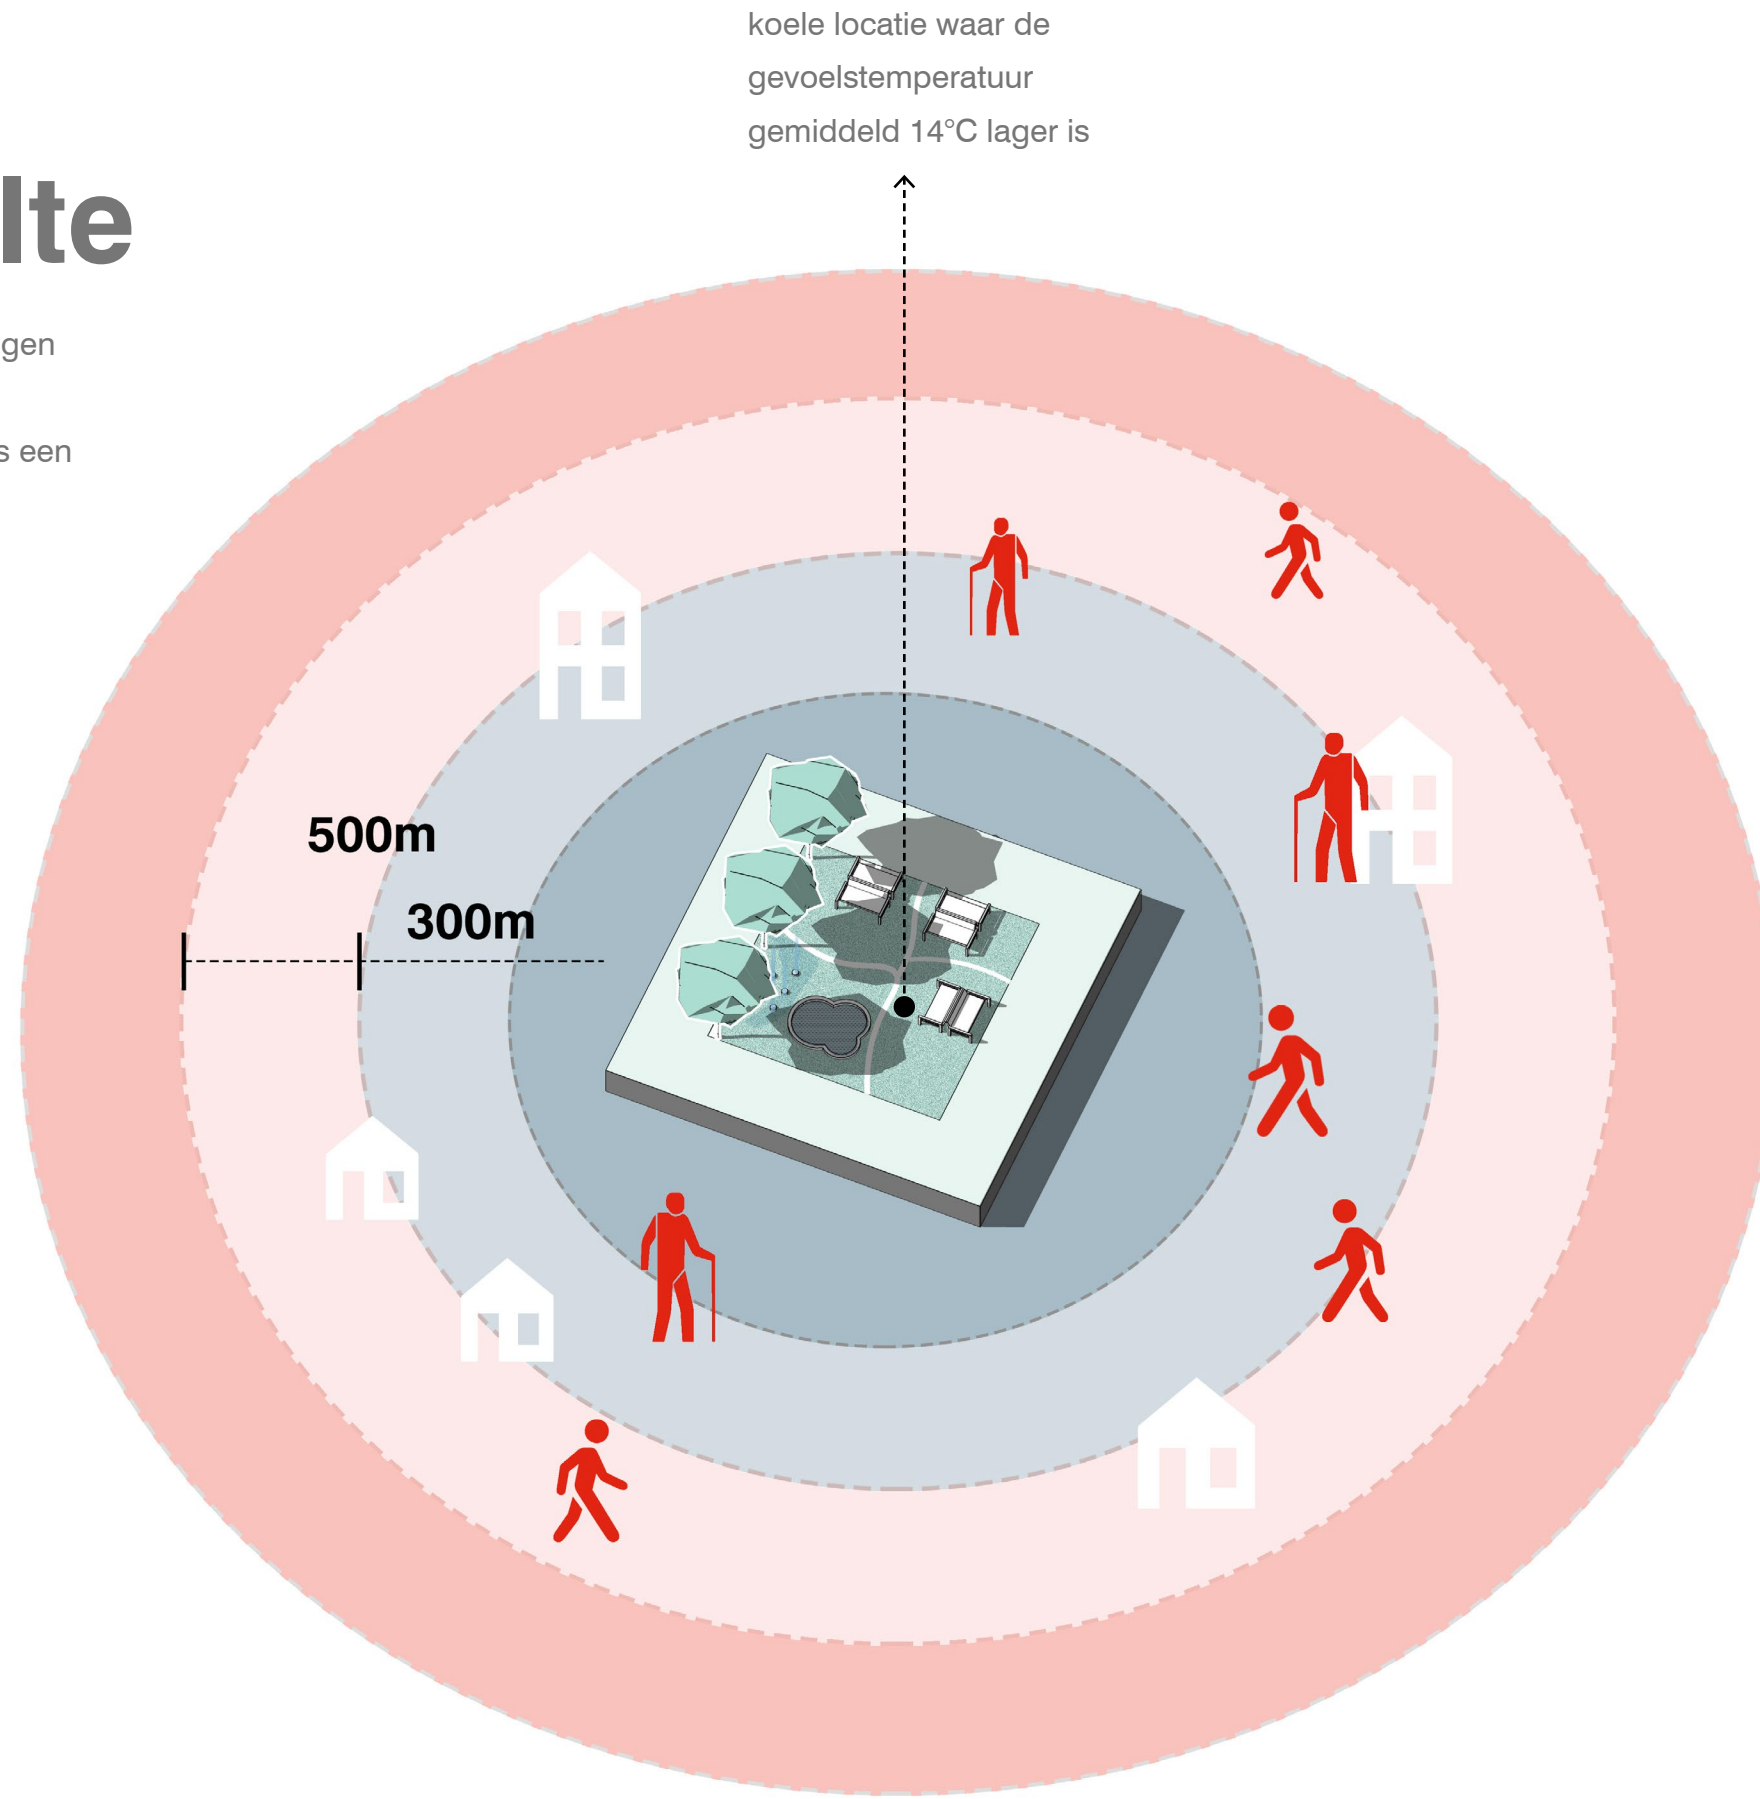 koele locatie waar de
gevoelstemperatuur
gemiddeld 14°C lager is
lte
gen
s een
500m
300m